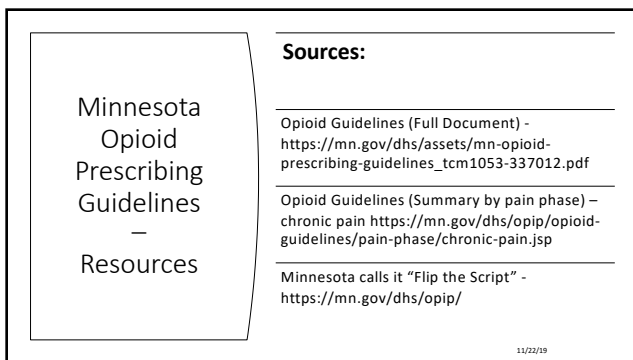 Minnesota
Opioid
Prescribing
Guidelines
–
Resources
Sources:
Opioid Guidelines (Full Document) -
https://mn.gov/dhs/assets/mn-opioid-
prescribing-guidelines_tcm1053-337012.pdf
Opioid Guidelines (Summary by pain phase) –
chronic pain https://mn.gov/dhs/opip/opioid-
guidelines/pain-phase/chronic-pain.jsp
Minnesota calls it “Flip the Script” -
https://mn.gov/dhs/opip/
11/22/19